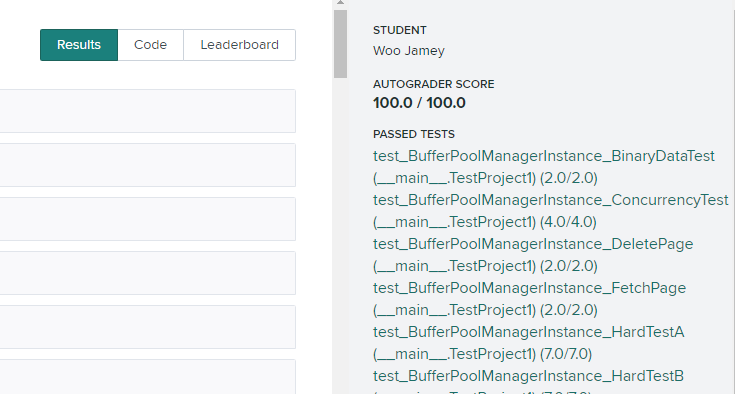 Results
Code
Leaderboard
STUDENT
Woo Jamey
AUTOGRADER SCORE
100.0 / 100.0
PASSED TESTS
test_BufferPoolManagerInstance_BinaryDataTest
(__main__.TestProject1) (2.0/2.0)
test_BufferPoolManagerInstance_ConcurrencyTest
(__main__.TestProject1) (4.0/4.0)
test_BufferPoolManagerInstance_DeletePage
(__main__.TestProject1) (2.0/2.0)
test_BufferPoolManagerInstance_FetchPage
(__main__.TestProject1) (2.0/2.0)
test_BufferPoolManagerInstance_HardTestA
(__main__.TestProject1) (7.0/7.0)
test_BufferPoolManagerInstance_HardTestB